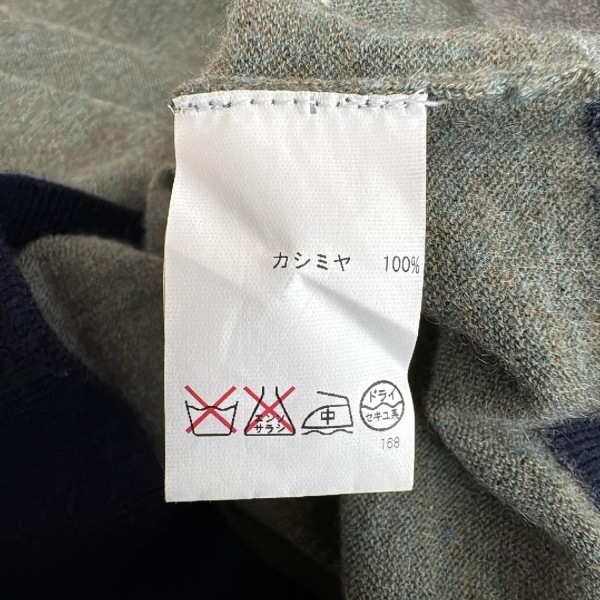 カシミヤ 100%
エンソ
サラシ
中
ドライ
セキユ系
168